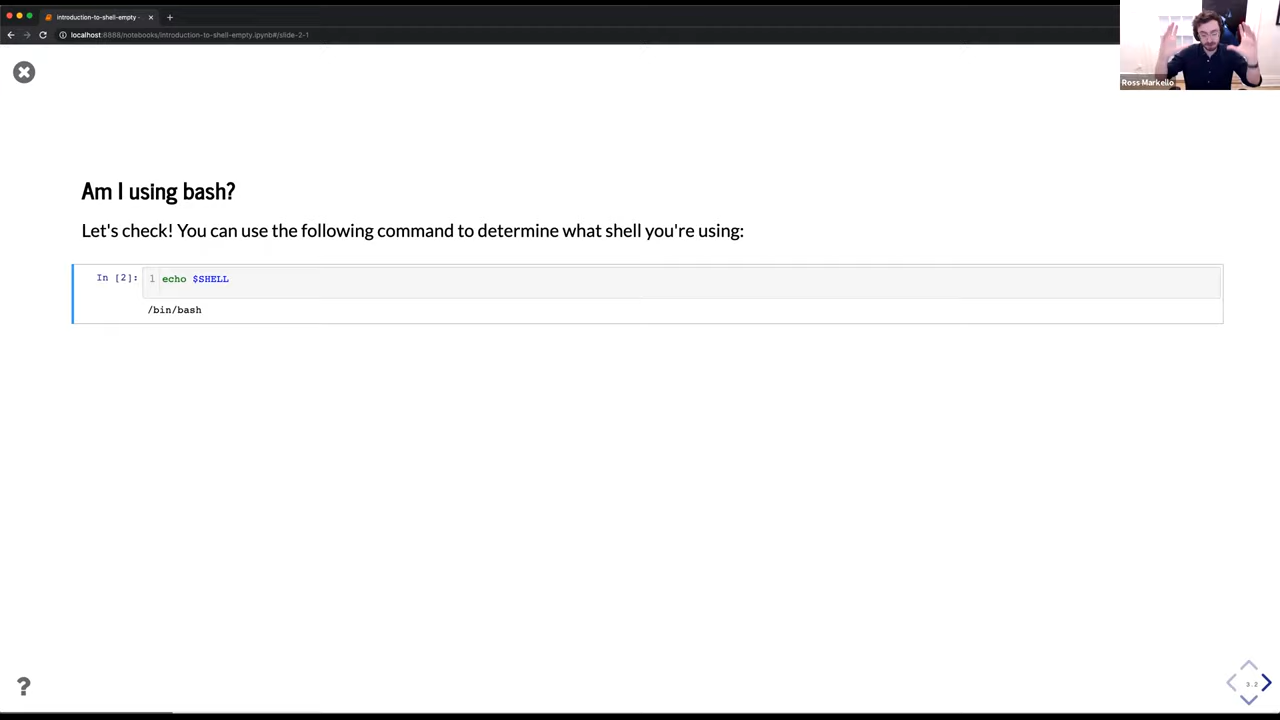 introduction-to-shell-empty -
localhost:8888/notebooks/introduction-to-shell-empty.ipynb#/slide-2-1
Ross Markello
Am I using bash?
Let's check! You can use the following command to determine what shell you're using:
In [2]: 1 echo $SHELL
/bin/bash
?
3.2